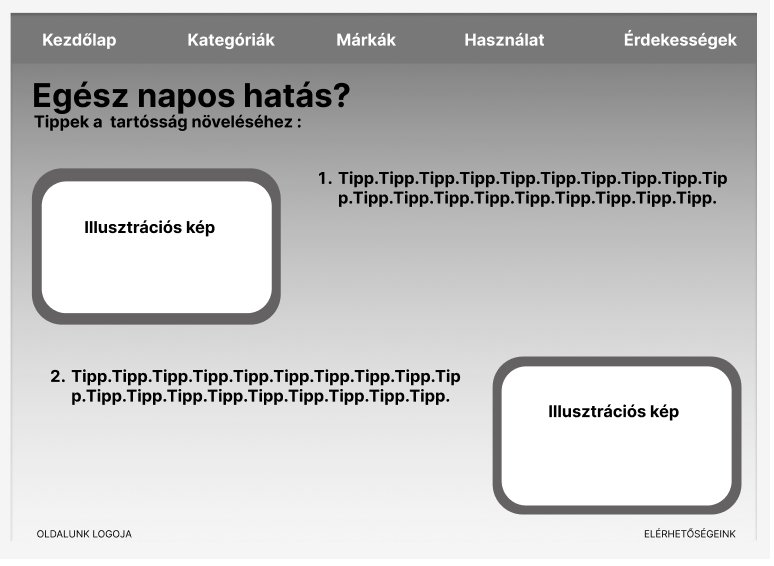 Kezdőlap Kategóriák Márkák Használat Érdekességek
Egész napos hatás?
Tippek a tartósság növeléséhez :
Illusztrációs kép
1. Tipp.Tipp.Tipp.Tipp.Tipp.Tipp.Tipp.Tipp.Tipp.Tip
p.Tipp.Tipp.Tipp.Tipp.Tipp.Tipp.Tipp.Tipp.Tipp.
2. Tipp.Tipp.Tipp.Tipp.Tipp.Tipp.Tipp.Tipp.Tipp.Tip
p.Tipp.Tipp.Tipp.Tipp.Tipp.Tipp.Tipp.Tipp.Tipp.
Illusztrációs kép
OLDALUNK LOGOJA ELÉRHETŐSÉGEINK